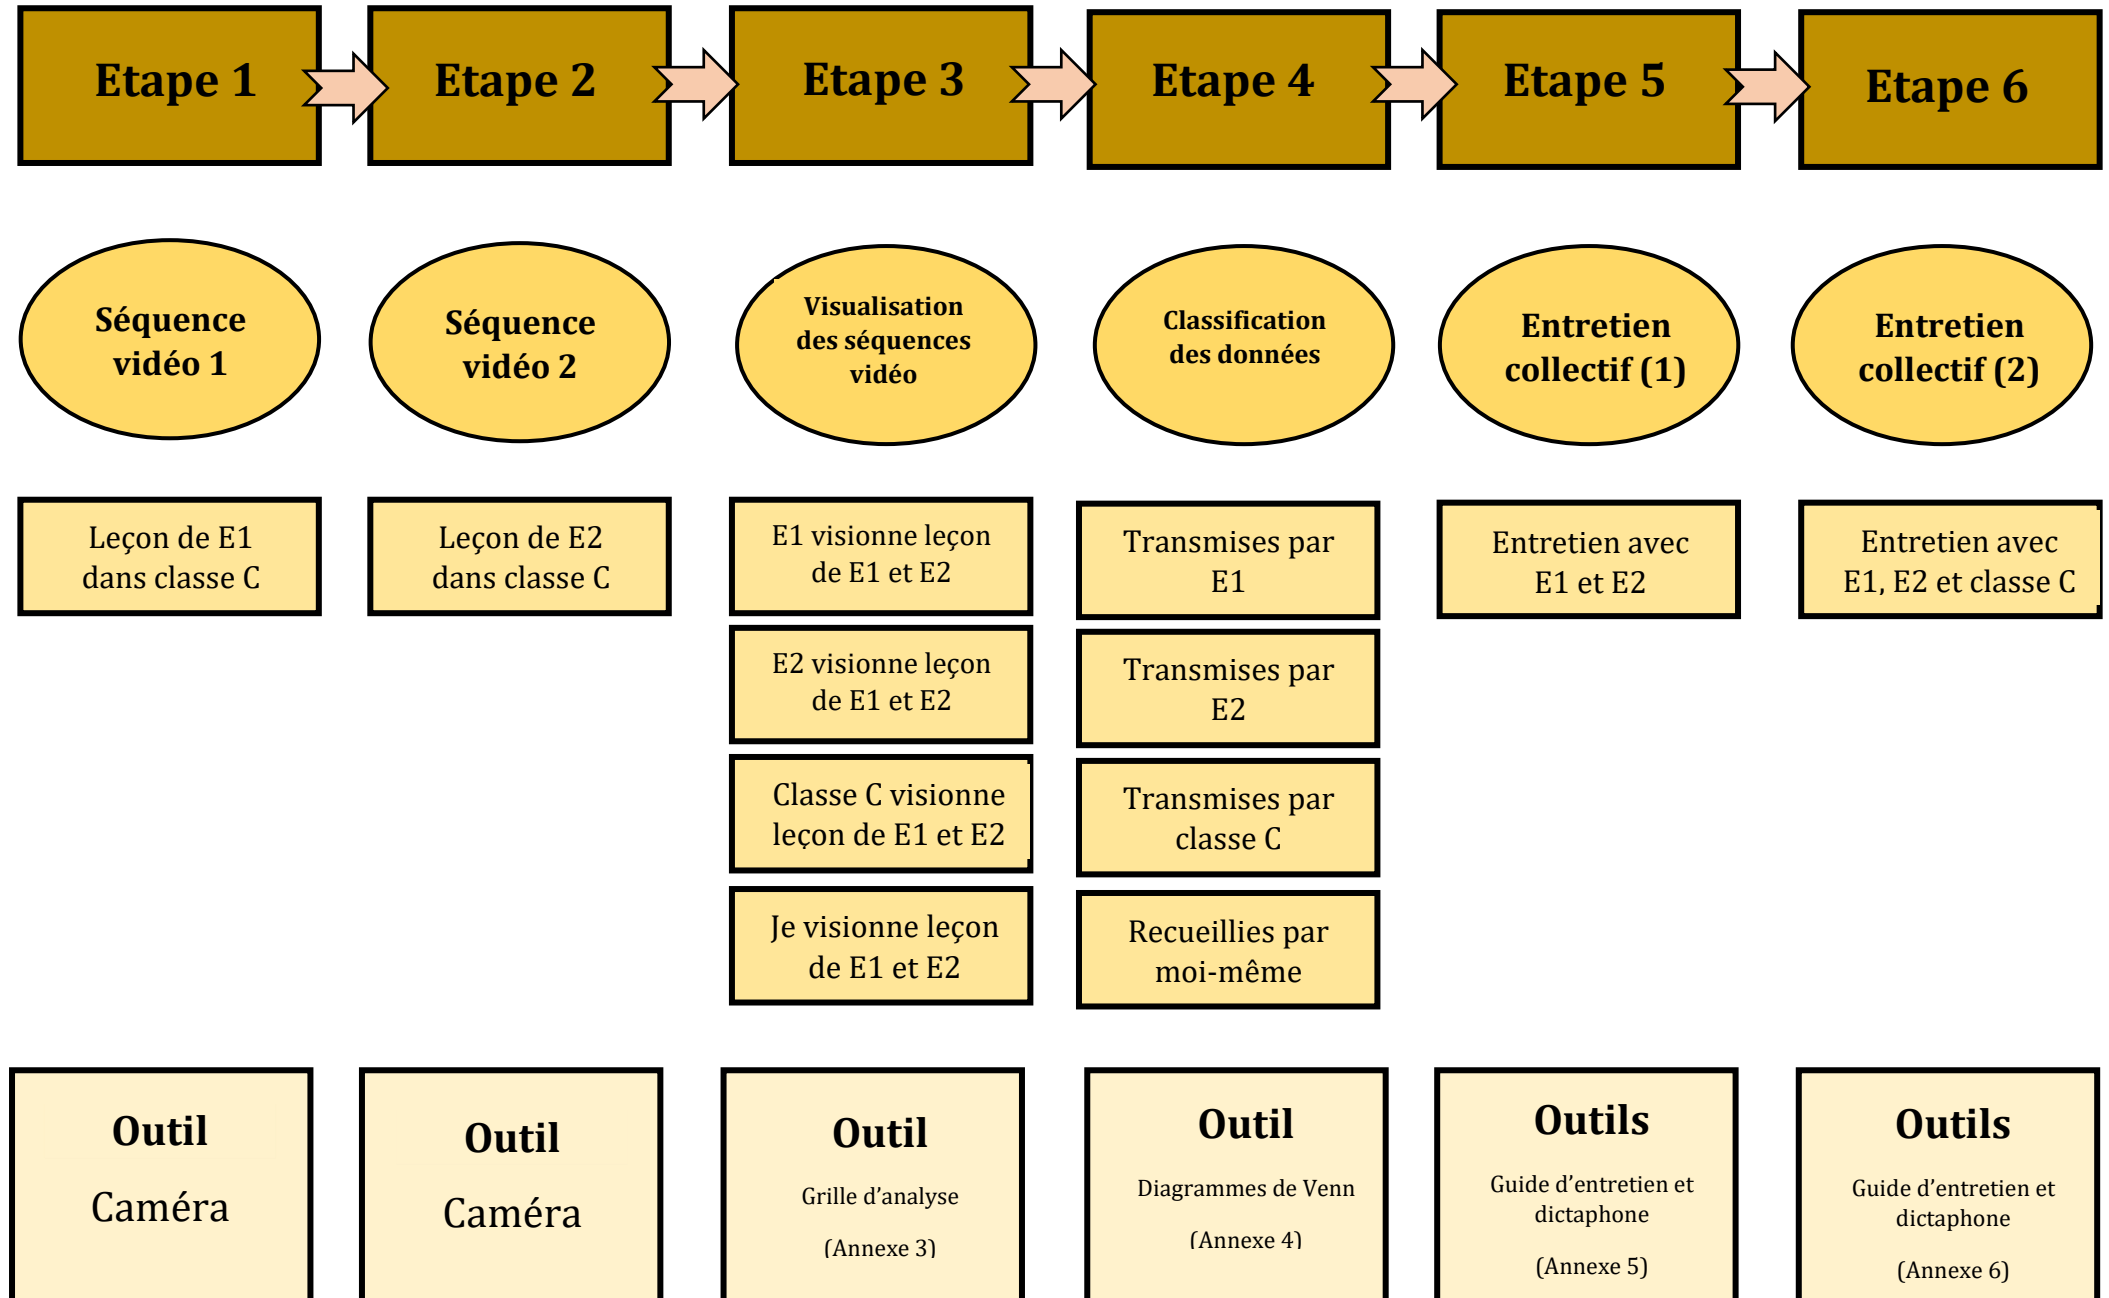 Etape 1
Etape 2
Etape 3
Etape 4
Etape 5
Etape 6
Séquence
vidéo 1
Séquence
vidéo 2
Visualisation
des séquences
vidéo
Classification
des données
Entretien
collectif (1)
Entretien
collectif (2)
Leçon de E1
dans classe C
Leçon de E2
dans classe C
E1 visionne leçon
de E1 et E2
E2 visionne leçon
de E1 et E2
Classe C visionne
leçon de E1 et E2
Je visionne leçon
de E1 et E2
Transmises par
E1
Transmises par
E2
Transmises par
classe C
Recueillies par
moi-même
Entretien avec
E1 et E2
Entretien avec
E1, E2 et classe C
Outil
Caméra
Outil
Caméra
Outil
Grille d’analyse
(Annexe 3)
Outil
Diagrammes de Venn
(Annexe 4)
Outils
Guide d’entretien et
dictaphone
(Annexe 5)
Outils
Guide d’entretien et
dictaphone
(Annexe 6)